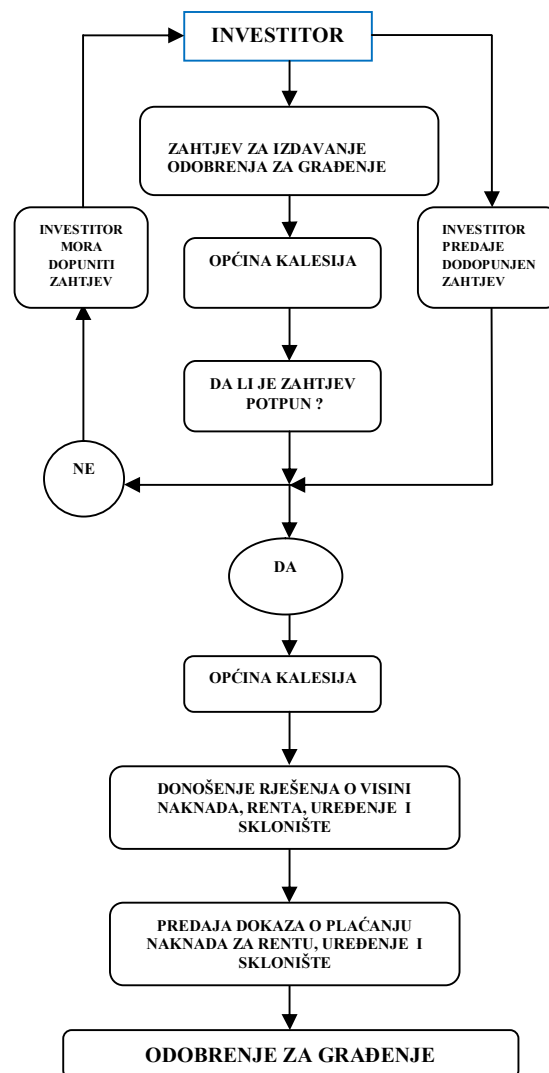 INVESTITOR
ZAHTJEV ZA IZDAVANJE
ODOBRENJA ZA GRAĐENJE
INVESTITOR
MORA
DOPUNITI
ZAHTJEV
OPĆINA KALESIJA
INVESTITOR
PREDAJE
DODOPUNJEN
ZAHTJEV
DA LI JE ZAHTJEV
POTPUN ?
NE
DA
OPĆINA KALESIJA
DONOŠENJE RJEŠENJA O VISINI
NAKNADA, RENTA, UREĐENJE I
SKLONIŠTE
PREDAJA DOKAZA O PLAĆANJU
NAKNADA ZA RENTU, UREĐENJE I
SKLONIŠTE
ODOBRENJE ZA GRAĐENJE